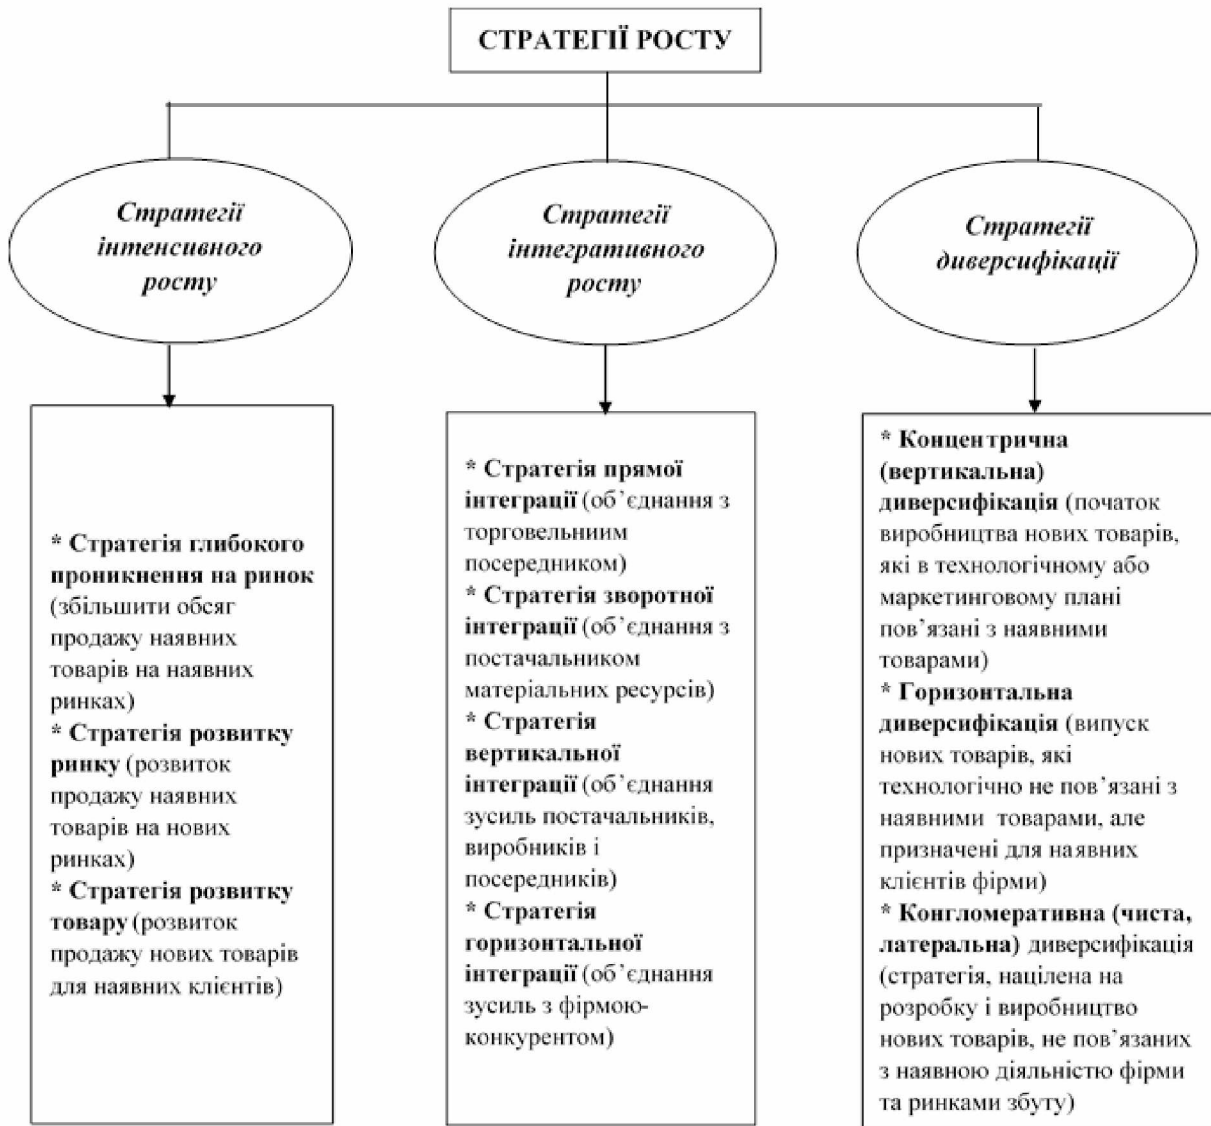 СТРАТЕГІЇ РОСТУ
Стратегії
інтенсивного
росту
Стратегії
інтегративного
росту
Стратегії
диверсифікації
* Стратегія глибокого
проникнення на ринок
(збільшити обсяг
продажу наявних
товарів на наявних
ринках)
* Стратегія розвитку
ринку (розвиток
продажу наявних
товарів на нових
ринках)
* Стратегія розвитку
товару (розвиток
продажу нових товарів
для наявних клієнтів)
* Стратегія прямої
інтеграції (об’єднання з
торговельниим
посередником)
* Стратегія зворотної
інтеграції (об’єднання з
постачальником
матеріальних ресурсів)
* Стратегія
вертикальної
інтеграції (об’єднання
зусиль постачальників,
виробників і
посередників)
* Стратегія
горизонтальної
інтеграції (об’єднання
зусиль з фірмою-
конкурентом)
* Концентрична
(вертикальна)
диверсифікація (початок
виробництва нових товарів,
які в технологічному або
маркетинговому плані
пов’язані з наявними
товарами)
* Горизонтальна
диверсифікація (випуск
нових товарів, які
технологічно не пов’язані з
наявними товарами, але
призначені для наявних
клієнтів фірми)
* Конгломеративна (чиста,
латеральна) диверсифікація
(стратегія, націлена на
розробку і виробництво
нових товарів, не пов’язаних
з наявною діяльністю фірми
та ринками збуту)